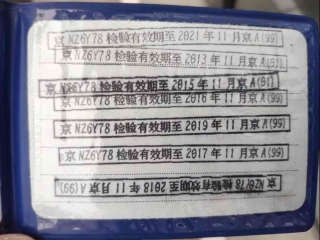 京 NZ6Y78 检验有效期至 2021 年 11 月京 A(99)
京 NZ6Y78 检验有效期至 2013 年 11 月京 A(01)
京 NZ6Y78 检验有效期至 2015 年 11 月京 A(01)
京 NZ6Y78 检验有效期至 2016 年 11 月京 A(99)
京 NZ6Y78 检验有效期至 2019 年 11 月京 A(99)
京 NZ6Y78 检验有效期至 2017 年 11 月京 A(99)
京 NZ6Y78 检验有效期至 2018 年 11 月京 A(99)